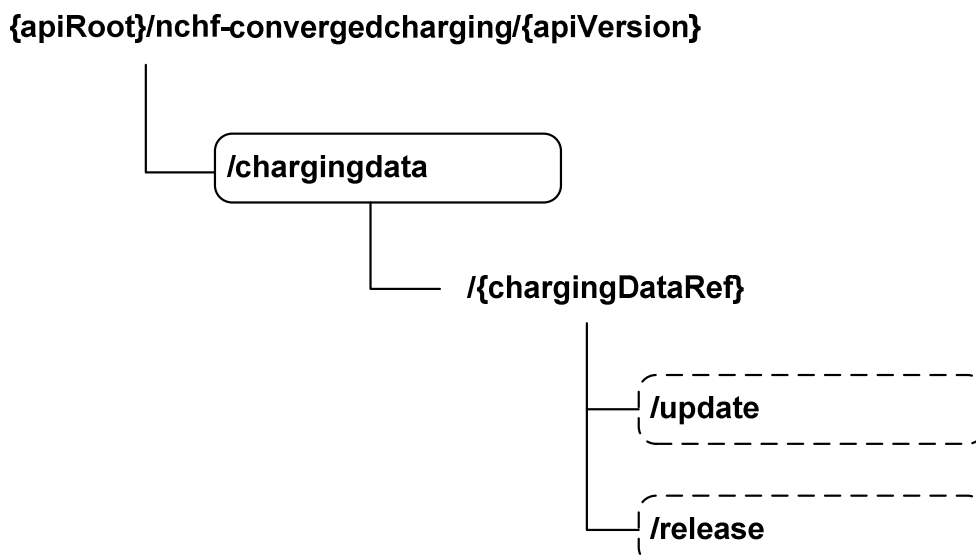 {apiRoot}/nchf-convergedcharging/{apiVersion}
/chargingdata
/{chargingDataRef}
/update
/release